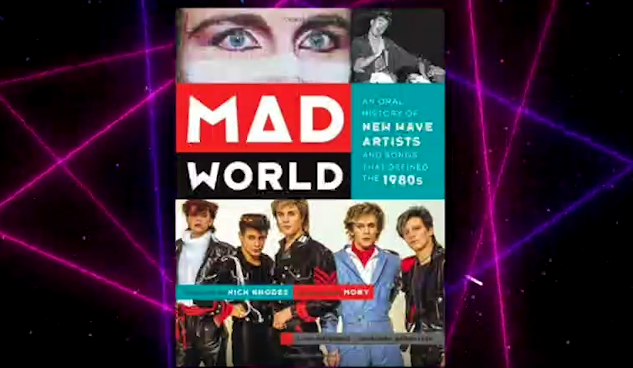 MAD
WORLD
AN ORAL
HISTORY OF
NEW WAVE
ARTISTS
AND SONGS
THAT DEFINED
THE 1980s
NICK RHODES
MOBY